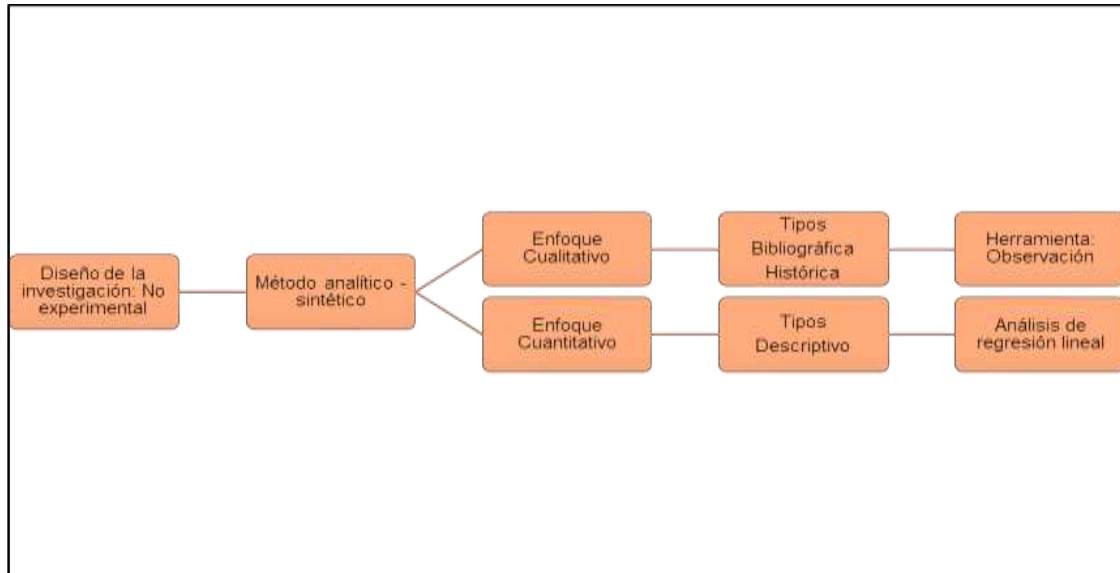 Diseño de la
investigación: No
experimental
Método analítico -
sintético
Enfoque
Cualitativo
Tipos
Bibliográfica
Histórica
Herramienta:
Observación
Enfoque
Cuantitativo
Tipos
Descriptivo
Análisis de
regresión lineal